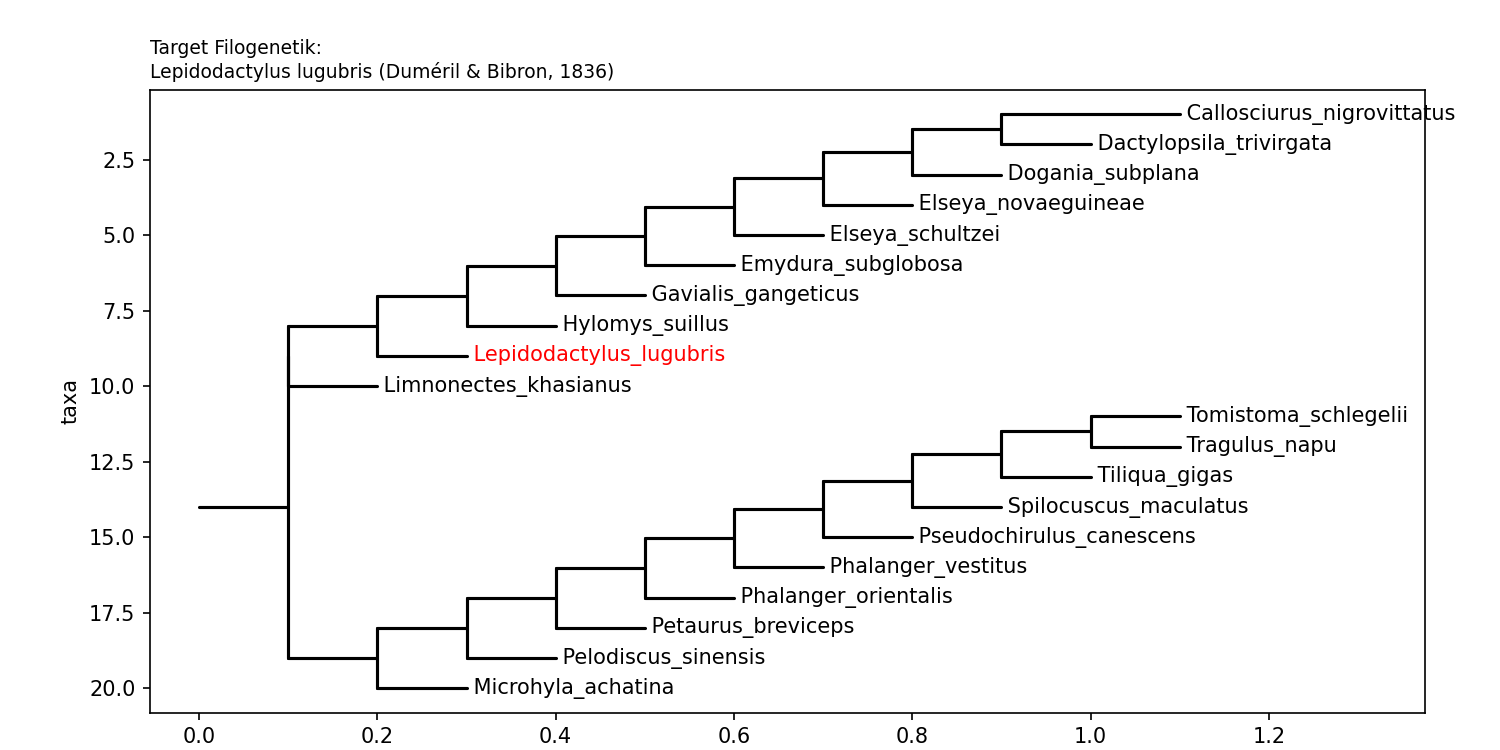 Target Filogenetik:
Lepidodactylus lugubris (Duméril & Bibron, 1836)
Callosciurus_nigrovittatus
Dactylopsila_trivirgata
2.5
Dogania_subplana
Elseya_novaeguineae
5.0
Elseya_schultzei
Emydura_subglobosa
Gavialis_gangeticus
7.5
Hylomys_suillus
Lepidodactylus_lugubris
10.0
Limnonectes_khasianus
taxa
Tomistoma_schlegelii
Tragulus_napu
12.5
Tiliqua_gigas
Spilocuscus_maculatus
15.0
Pseudochirulus_canescens
Phalanger_vestitus
Phalanger_orientalis
17.5
Petaurus_breviceps
Pelodiscus_sinensis
20.0
Microhyla_achatina
0.0 0.2 0.4 0.6 0.8 1.0 1.2